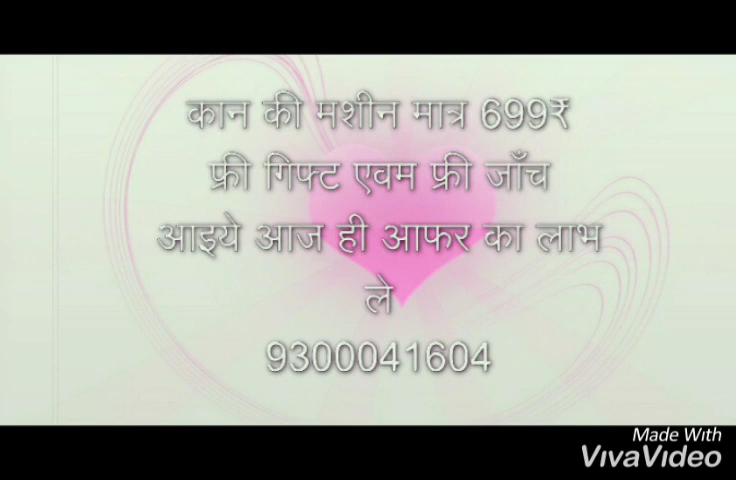 कान की मशीन मात्र 699₹
फ्री गिफ्ट एवम फ्री जाँच
आइये आज ही आफर का लाभ
ले
9300041604
Made With
VivaVideo